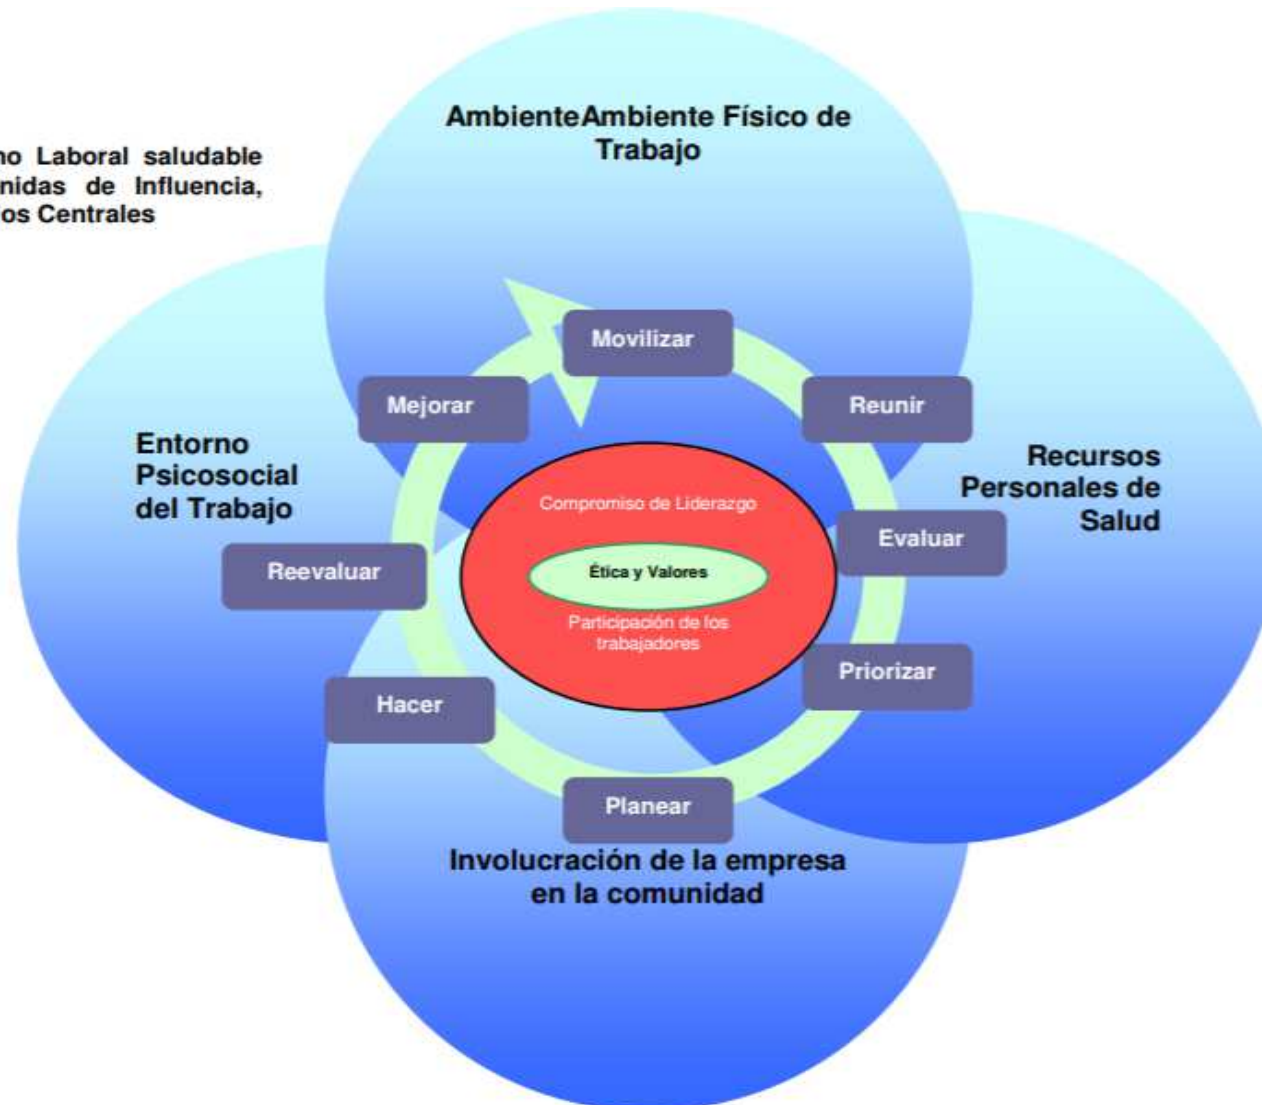 AmbienteAmbiente Físico de
Trabajo
no Laboral saludable
nidas de Influencia,
os Centrales
Movilizar
Mejorar
Reunir
Entorno
Psicosocial
del Trabajo
Recursos
Personales de
Salud
Compromiso de Liderazgo
Evaluar
Reevaluar
Ética y Valores
Participación de los
trabajadores
Priorizar
Hacer
Planear
Involucración de la empresa
en la comunidad